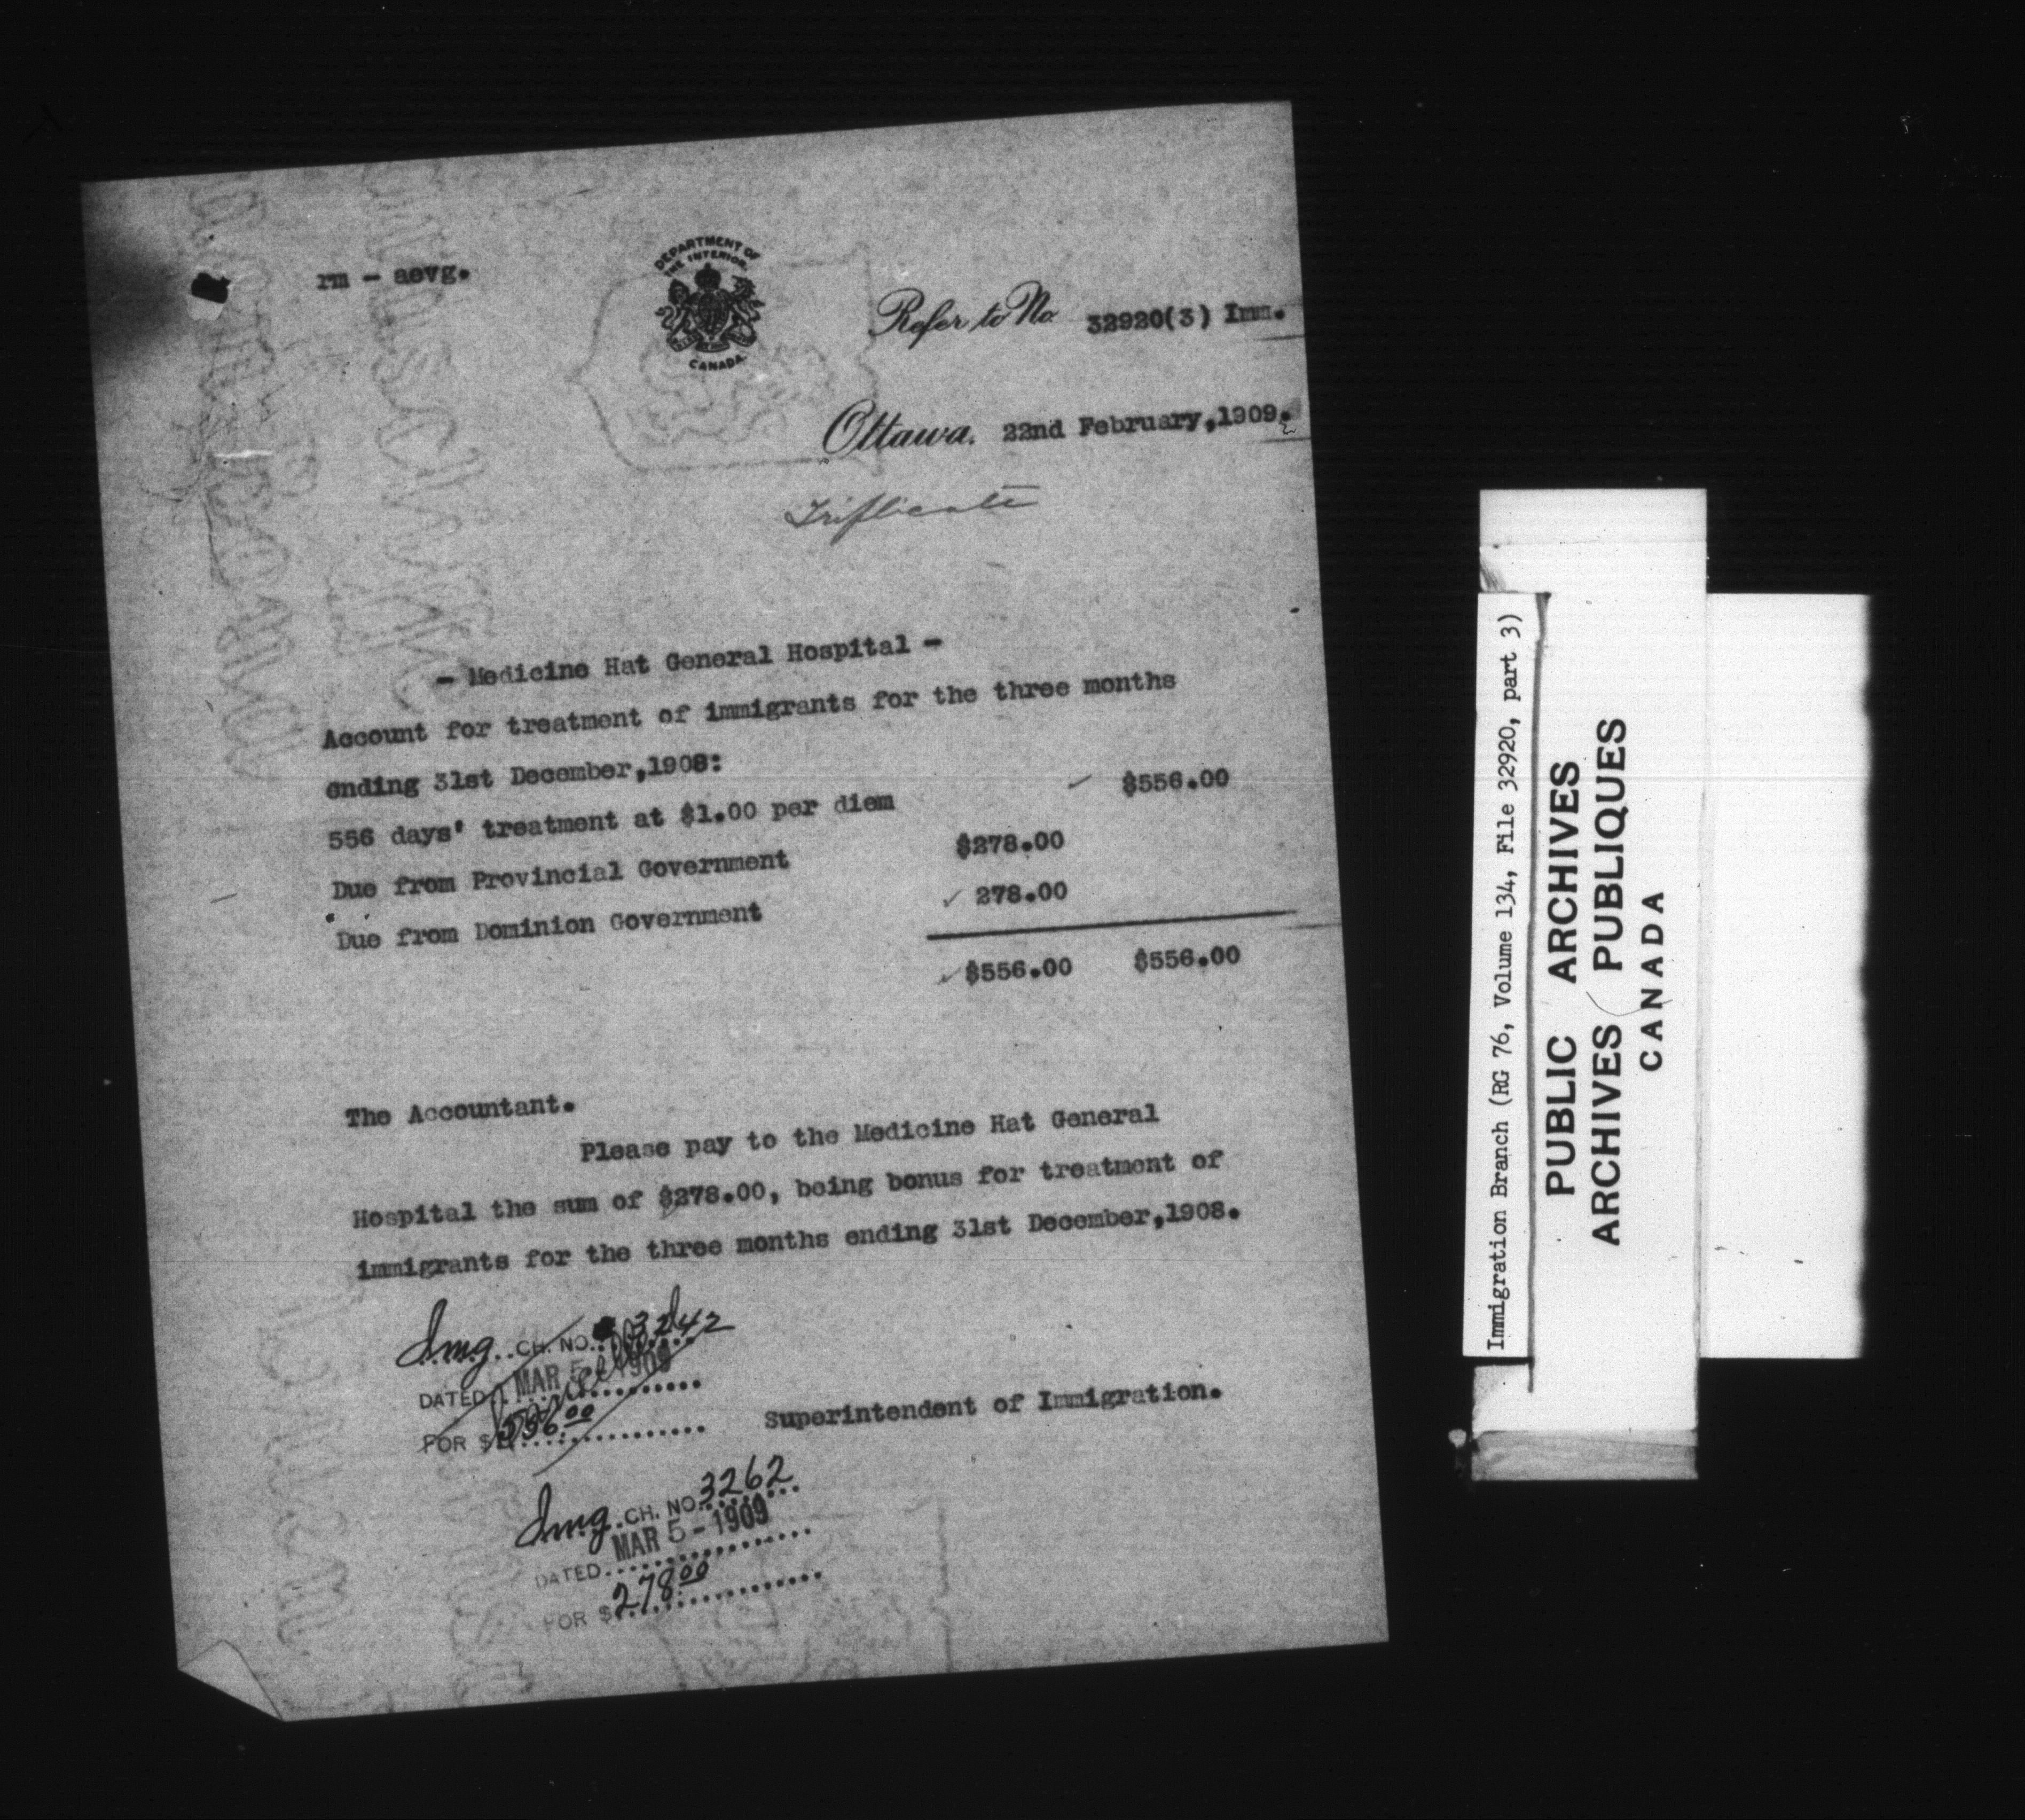 rm - aevg.
DEPARTMENT OF
THE INTERIOR.
CANADA.
Refer to No. 32920(3) Imm.
Ottawa. 22nd February,1909.
Triplicate
- Medicine Hat General Hospital -
Account for treatment of immigrants for the three months
ending 31st December,1908:
556 days' treatment at $1.00 per diem ✓ $556.00
Due from Provincial Government $278.00
Due from Dominion Government ✓ 278.00
✓ $556.00 $556.00
The Accountant.
Please pay to the Medicine Hat General
Hospital the sum of $278.00, being bonus for treatment of
immigrants for the three months ending 31st December,1908.
Img. CH. NO. 3242
DATED MAR 5 - 1909
Cancelled
FOR $ 556.00
Superintendent of Immigration.
Img. CH. NO. 3262
DATED MAR 5 - 1909
FOR $ 278.00
Immigration Branch (RG 76, Volume 134, File 32920, part 3)
PUBLIC ARCHIVES
ARCHIVES PUBLIQUES
CANADA